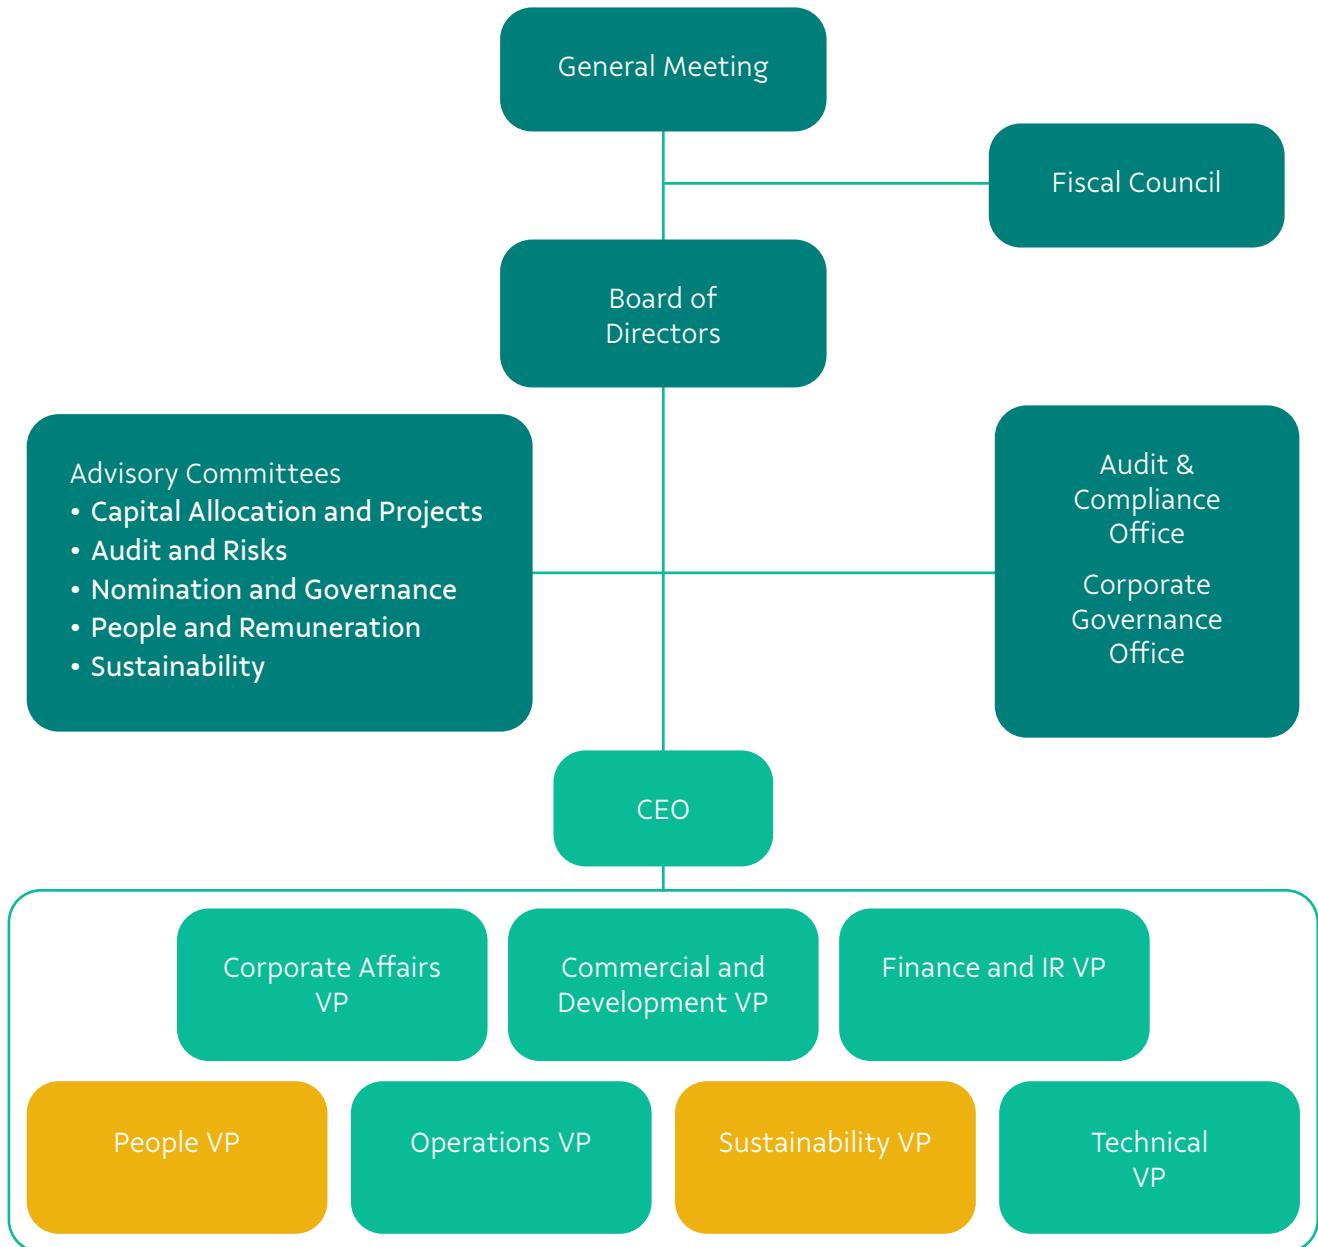 General Meeting
Fiscal Council
Board of
Directors
Advisory Committees
• Capital Allocation and Projects
• Audit and Risks
• Nomination and Governance
• People and Remuneration
• Sustainability
Audit &
Compliance
Office
Corporate
Governance
Office
CEO
Corporate Affairs
VP
Commercial and
Development VP
Finance and IR VP
People VP
Operations VP
Sustainability VP
Technical
VP